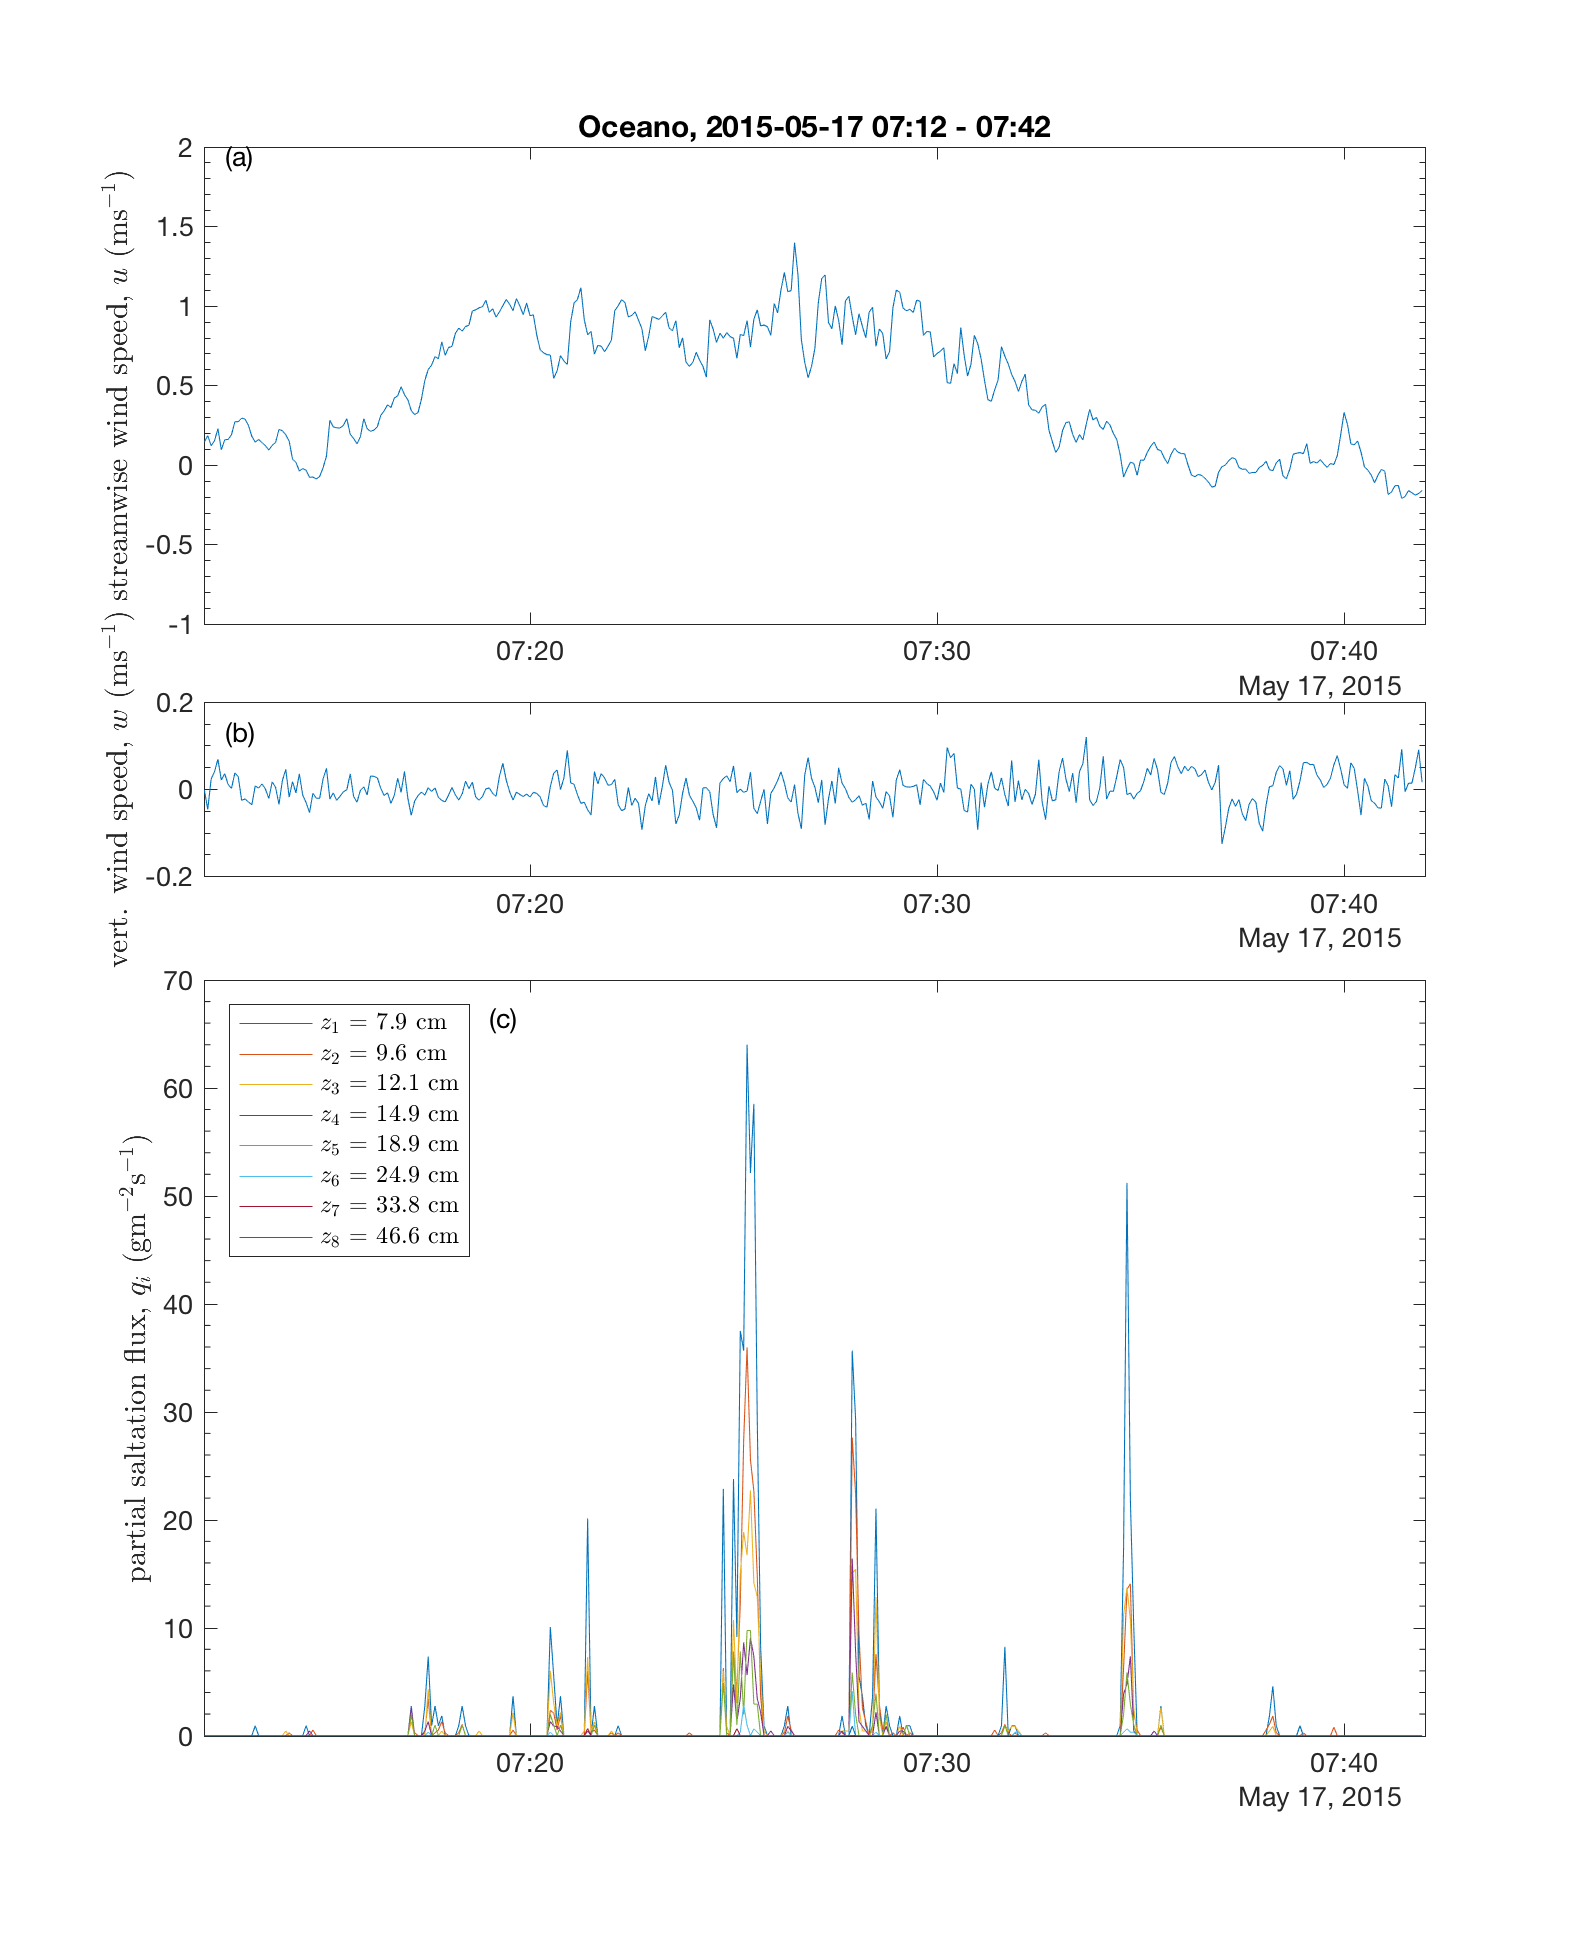 Oceano, 2015-05-17 07:12 - 07:42
(a)
streamwise wind speed, u (ms⁻¹)
2
1.5
1
0.5
0
-0.5
-1
07:20 07:30 07:40
May 17, 2015
(b)
vert. wind speed, w (ms⁻¹)
0.2
0
-0.2
07:20 07:30 07:40
May 17, 2015
(c)
partial saltation flux, qᵢ (gm⁻²s⁻¹)
70
60
50
40
30
20
10
0
z₁ = 7.9 cm
z₂ = 9.6 cm
z₃ = 12.1 cm
z₄ = 14.9 cm
z₅ = 18.9 cm
z₆ = 24.9 cm
z₇ = 33.8 cm
z₈ = 46.6 cm
07:20 07:30 07:40
May 17, 2015